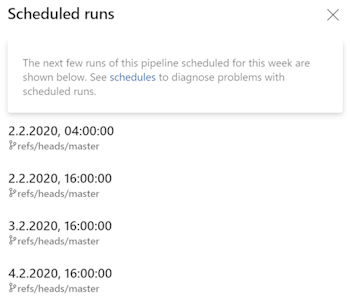 Scheduled runs
The next few runs of this pipeline scheduled for this week are
shown below. See schedules to diagnose problems with
scheduled runs.
2.2.2020, 04:00:00
refs/heads/master
2.2.2020, 16:00:00
refs/heads/master
3.2.2020, 16:00:00
refs/heads/master
4.2.2020, 16:00:00
refs/heads/master